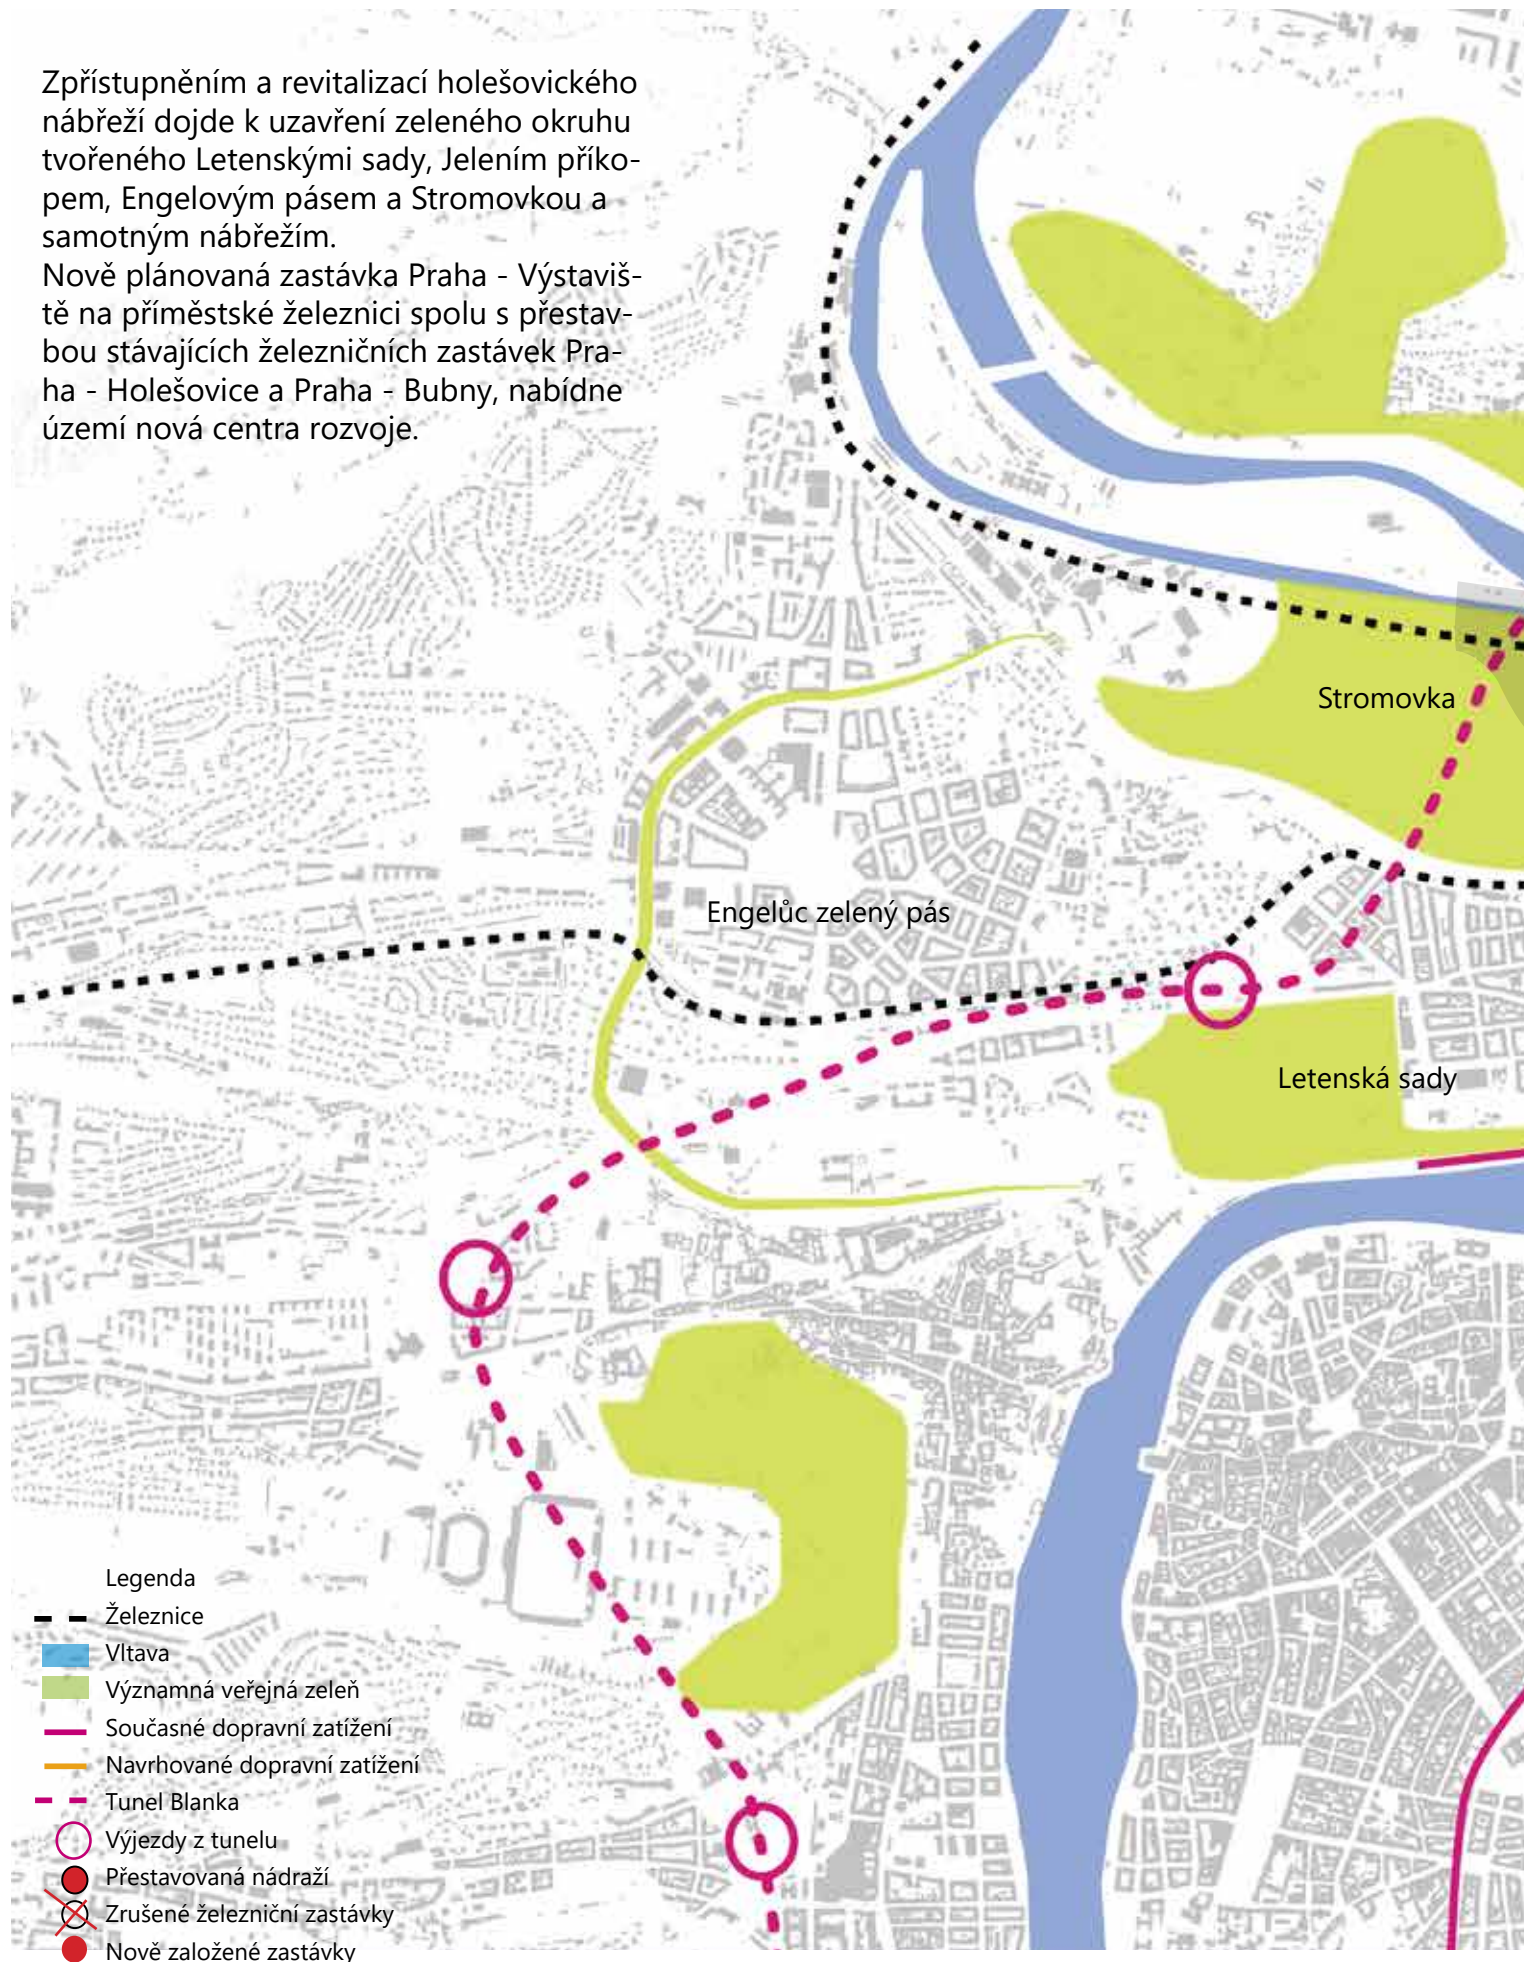 Zpřístupněním a revitalizací holešovického
nábřeží dojde k uzavření zeleného okruhu
tvořeného Letenskými sady, Jelením příko-
pem, Engelovým pásem a Stromovkou a
samotným nábřežím.
Nově plánovaná zastávka Praha - Výstaviš-
tě na příměstské železnici spolu s přestav-
bou stávajících železničních zastávek Pra-
ha - Holešovice a Praha - Bubny, nabídne
území nová centra rozvoje.
Stromovka
Engelůc zelený pás
Letenská sady
Legenda
Železnice
Vltava
Významná veřejná zeleň
Současné dopravní zatížení
Navrhované dopravní zatížení
Tunel Blanka
Výjezdy z tunelu
Přestavovaná nádraží
Zrušené železniční zastávky
Nově založené zastávky